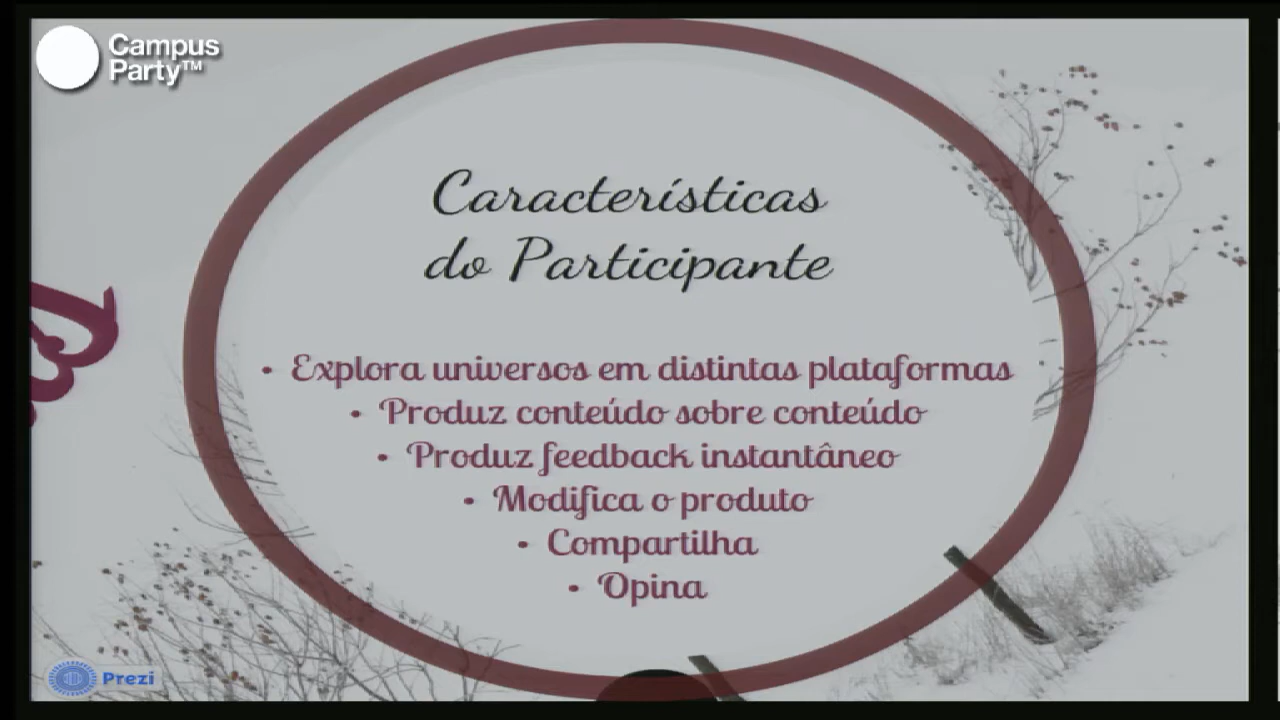 Campus
Party™
Características
do Participante
• Explora universos em distintas plataformas
• Produz conteúdo sobre conteúdo
• Produz feedback instantâneo
• Modifica o produto
• Compartilha
• Opina
Prezi